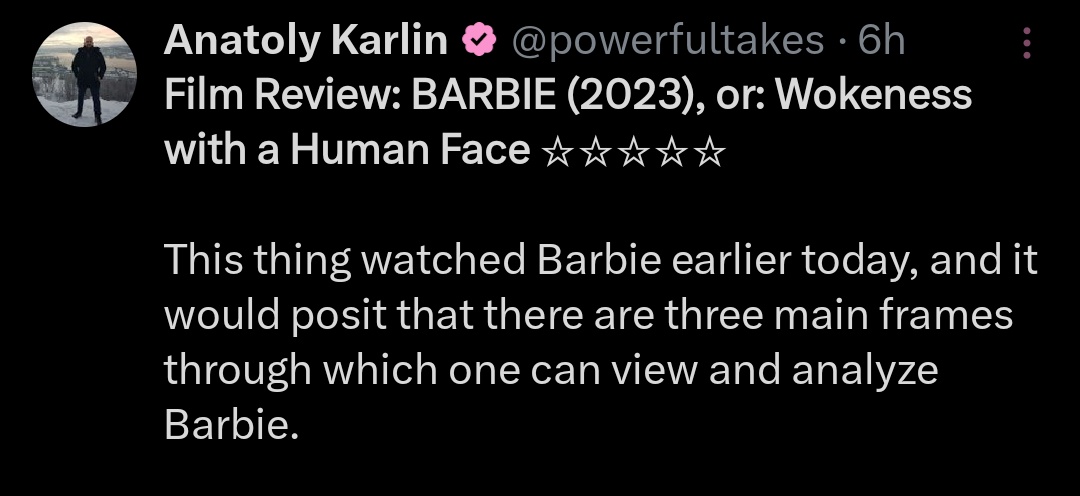 Anatoly Karlin @powerfultakes · 6h
Film Review: BARBIE (2023), or: Wokeness
with a Human Face ☆☆☆☆☆
This thing watched Barbie earlier today, and it
would posit that there are three main frames
through which one can view and analyze
Barbie.